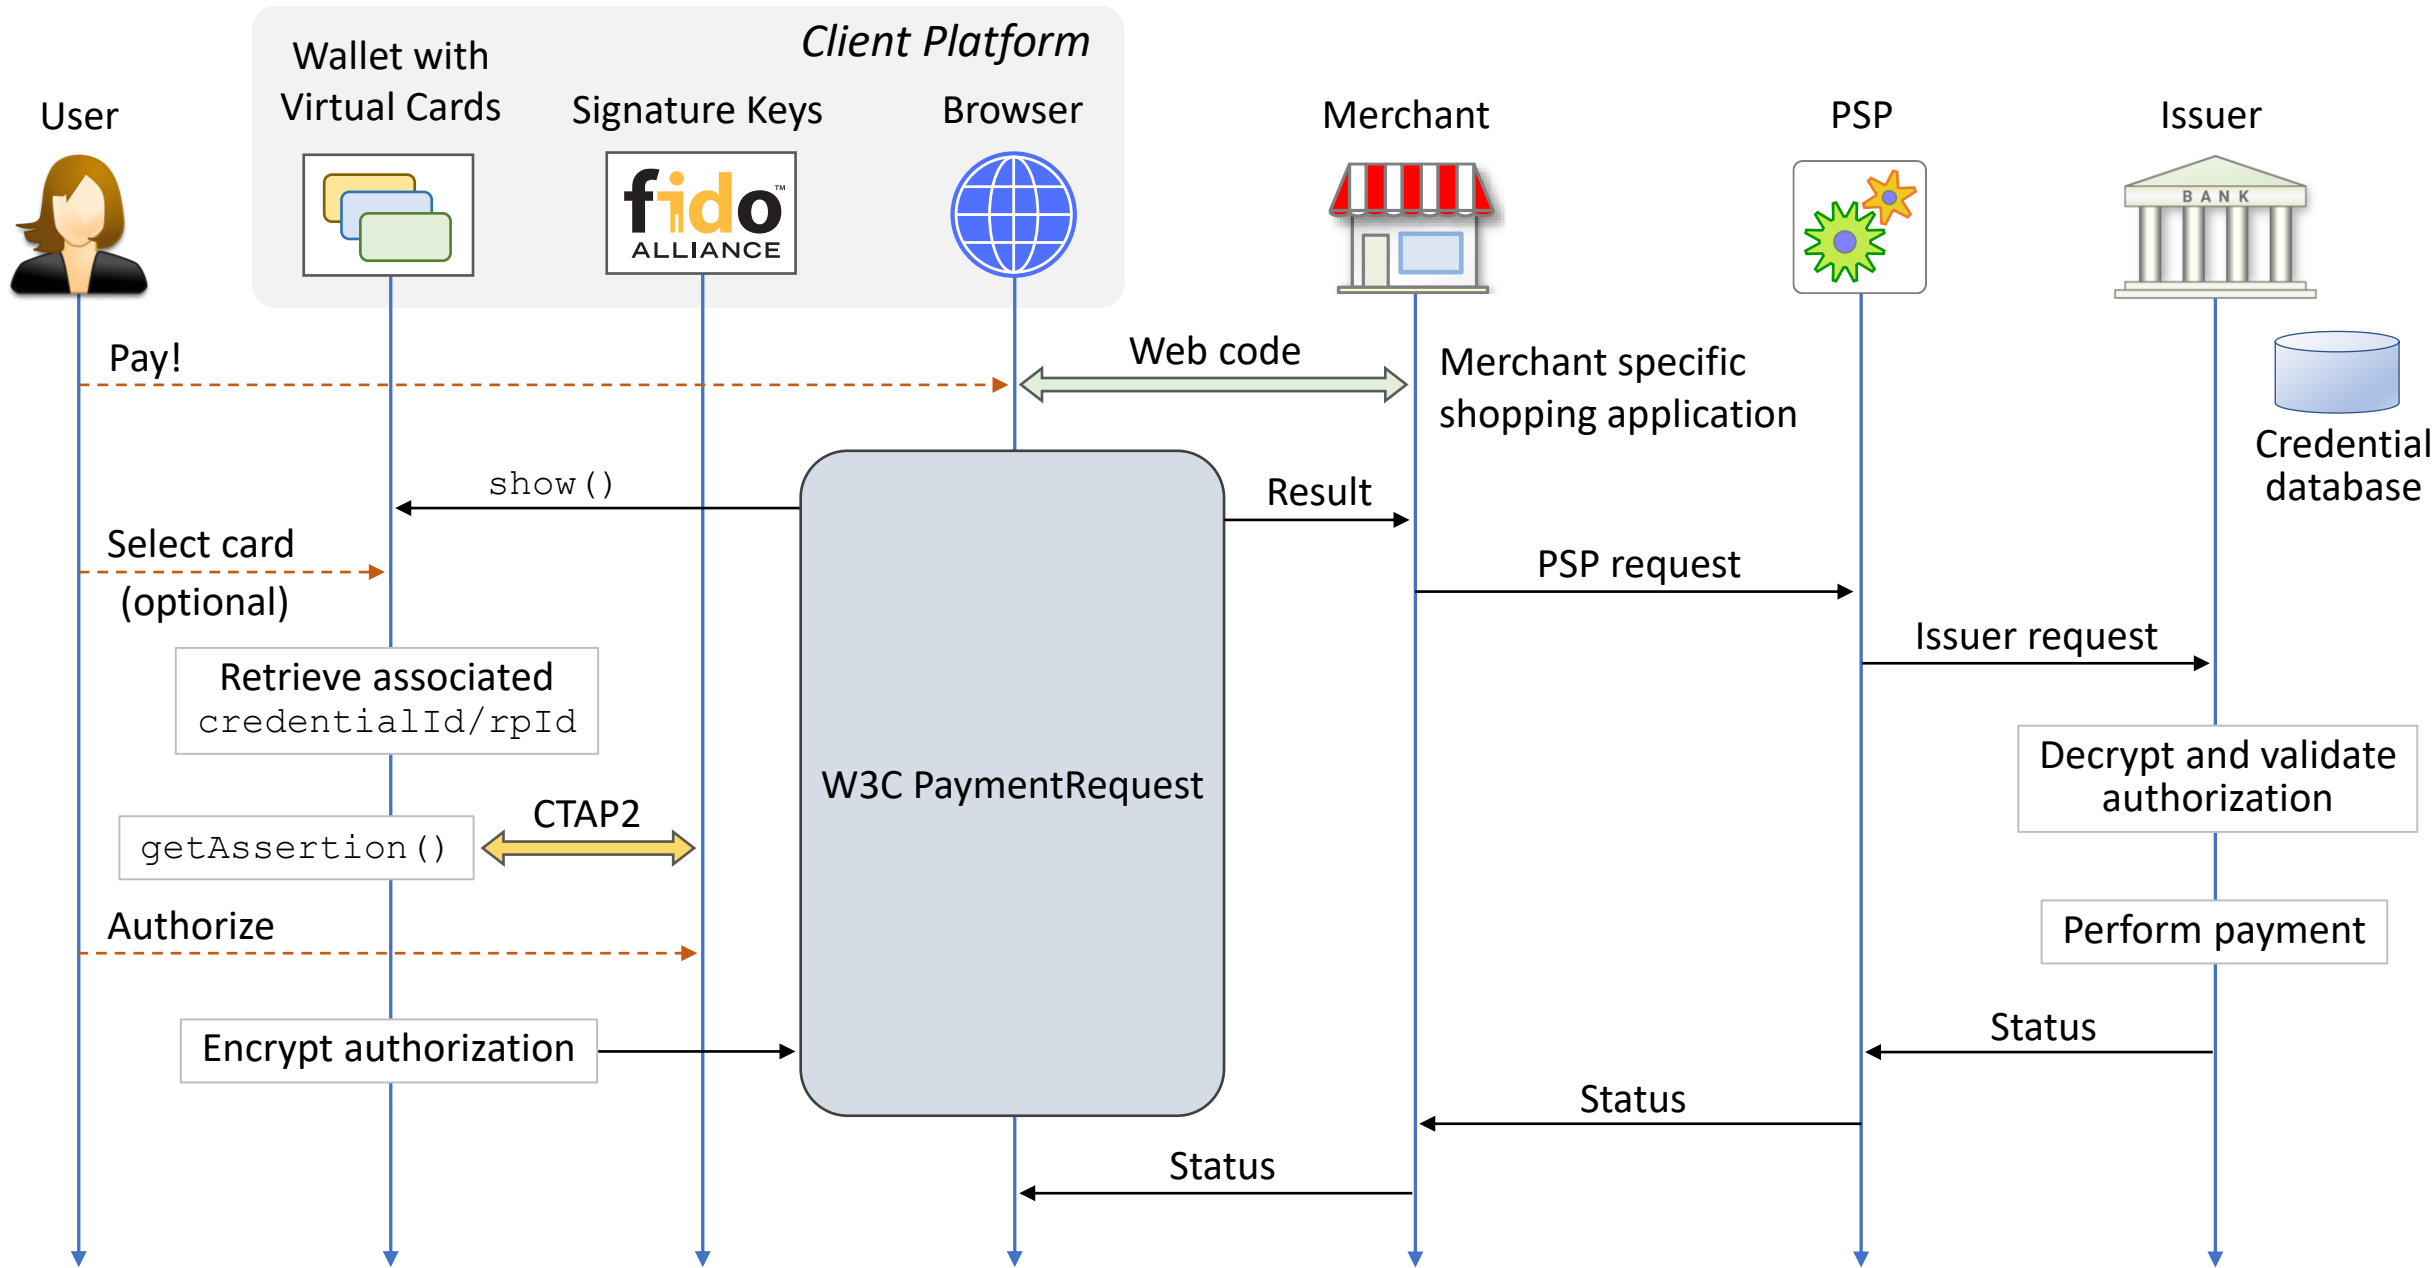 Client Platform
Wallet with
Virtual Cards
User
Signature Keys
Browser
Merchant
PSP
Issuer
fido™
ALLIANCE
BANK
Pay!
Web code
Merchant specific
shopping application
Credential
database
show()
Result
Select card
(optional)
PSP request
Issuer request
Retrieve associated
credentialId/rpId
W3C PaymentRequest
Decrypt and validate
authorization
CTAP2
getAssertion()
Authorize
Perform payment
Encrypt authorization
Status
Status
Status